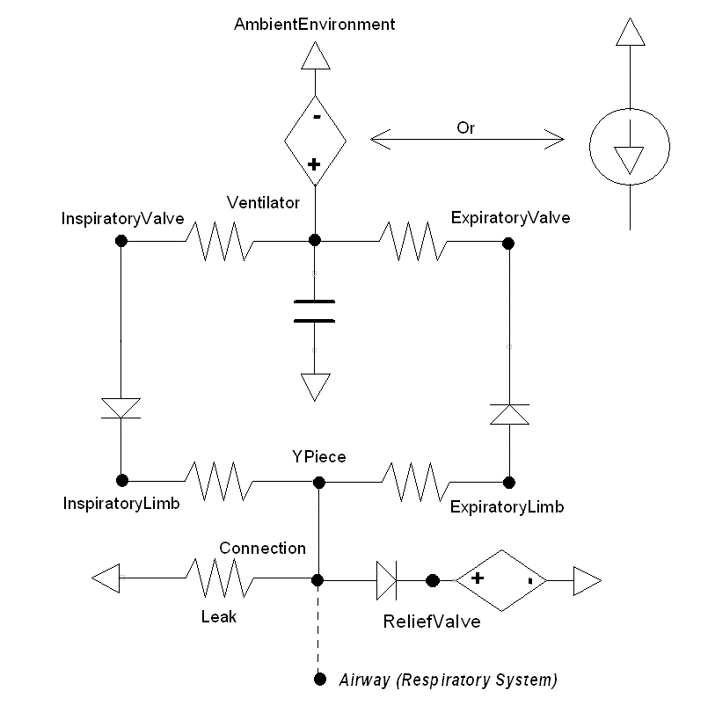 AmbientEnvironment
-
Or
+
Ventilator
InspiratoryValve
ExpiratoryValve
YPiece
InspiratoryLimb
ExpiratoryLimb
Connection
+ -
Leak
ReliefValve
Airway (Respiratory System)